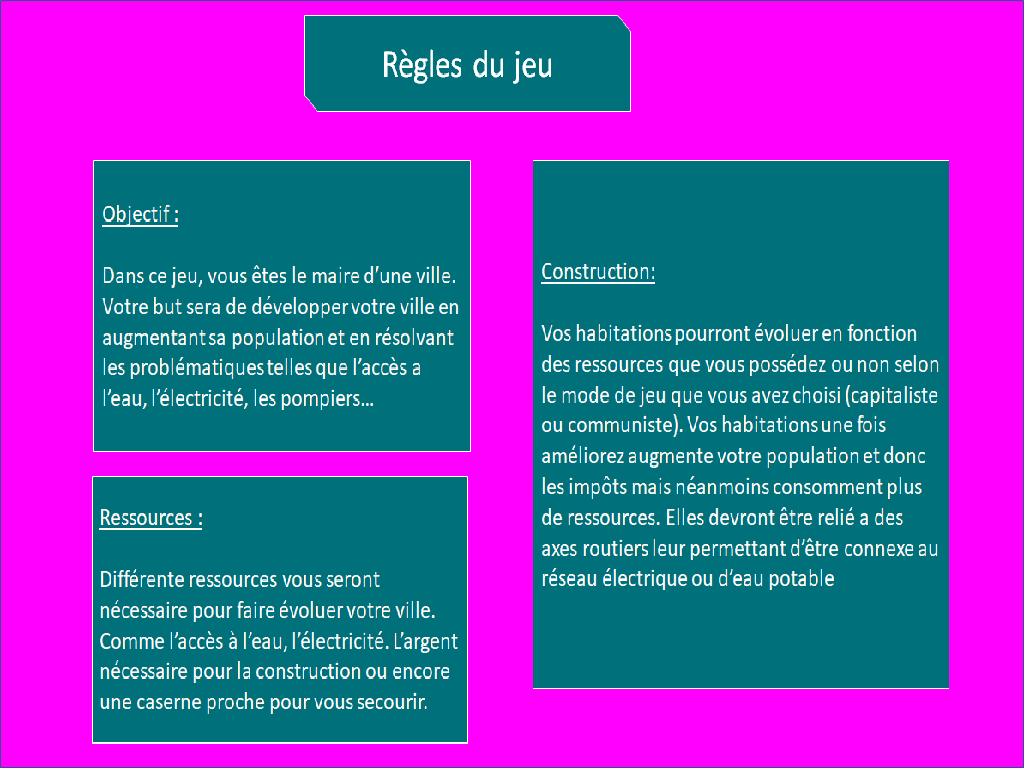 Règles du jeu
Objectif :
Dans ce jeu, vous êtes le maire d'une ville.
Votre but sera de développer votre ville en
augmentant sa population et en résolvant
les problématiques telles que l'accès a
l'eau, l'électricité, les pompiers...
Ressources :
Différente ressources vous seront
nécessaire pour faire évoluer votre ville.
Comme l'accès à l'eau, l'électricité. L'argent
nécessaire pour la construction ou encore
une caserne proche pour vous secourir.
Construction:
Vos habitations pourront évoluer en fonction
des ressources que vous possédez ou non selon
le mode de jeu que vous avez choisi (capitaliste
ou communiste). Vos habitations une fois
améliorez augmente votre population et donc
les impôts mais néanmoins consomment plus
de ressources. Elles devront être relié a des
axes routiers leur permettant d'être connexe au
réseau électrique ou d'eau potable